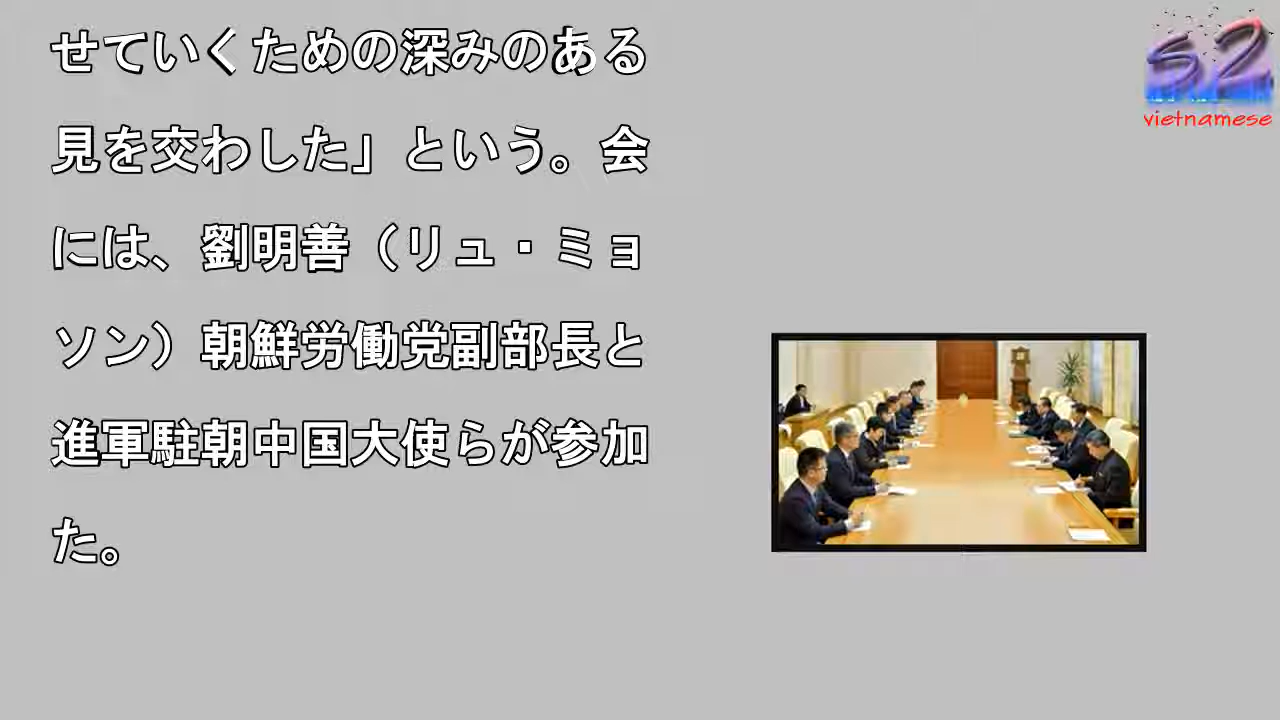 せていくための深みのある
見を交わした」という。会
には、劉明善（リュ・ミョ
ソン）朝鮮労働党副部長と
進軍駐朝中国大使らが参加
た。
s2
vietnamese